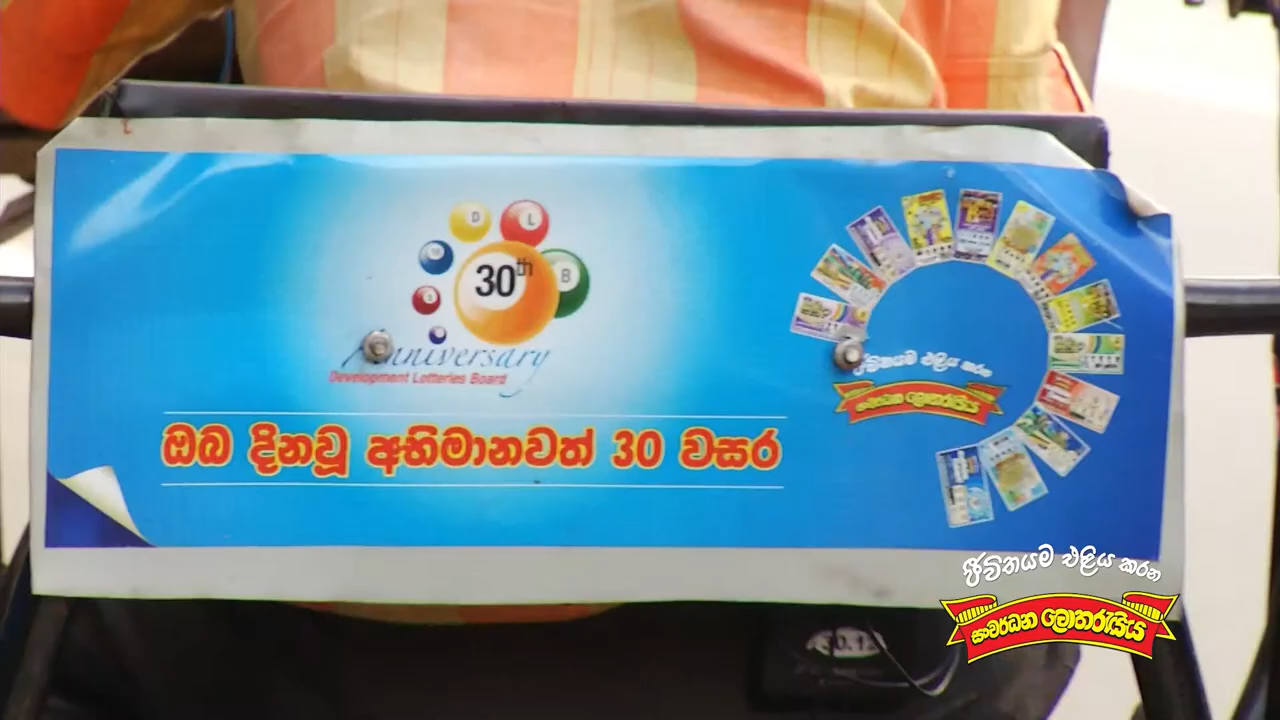 D L
30th B
Anniversary
Development Lotteries Board
ඔබ දිනවූ අභිමානවත් 30 වසර
ජීවිතයම එළිය කරන
සංවර්ධන ලොතරැයිය
ජීවිතයම එළිය කරන
සංවර්ධන ලොතරැයිය